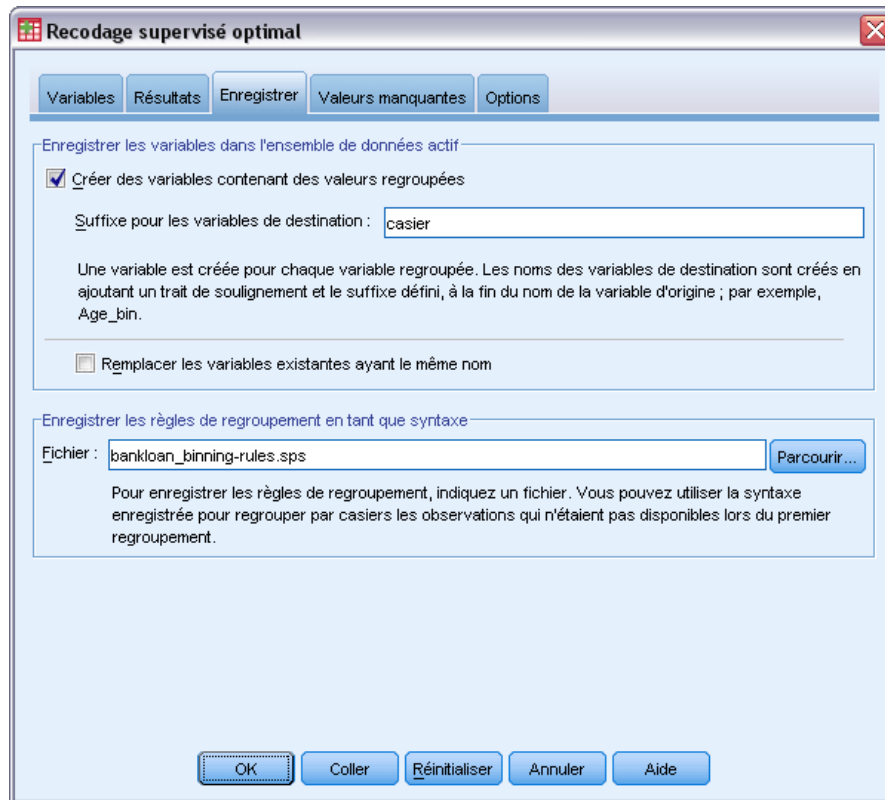 Recodage supervisé optimal
Variables Résultats Enregistrer Valeurs manquantes Options
Enregistrer les variables dans l'ensemble de données actif
Créer des variables contenant des valeurs regroupées
Suffixe pour les variables de destination : casier
Une variable est créée pour chaque variable regroupée. Les noms des variables de destination sont créés en
ajoutant un trait de soulignement et le suffixe défini, à la fin du nom de la variable d'origine ; par exemple,
Age_bin.
Remplacer les variables existantes ayant le même nom
Enregistrer les règles de regroupement en tant que syntaxe
Fichier : bankloan_binning-rules.sps Parcourir...
Pour enregistrer les règles de regroupement, indiquez un fichier. Vous pouvez utiliser la syntaxe
enregistrée pour regrouper par casiers les observations qui n'étaient pas disponibles lors du premier
regroupement.
OK Coller Réinitialiser Annuler Aide